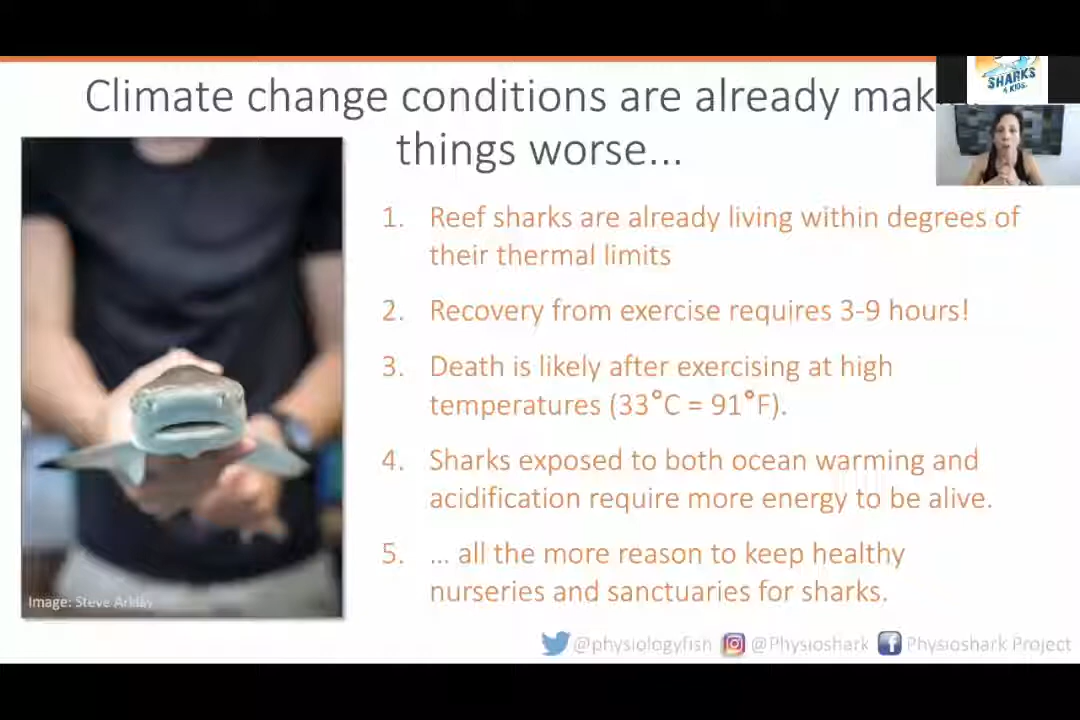 SHARKS
4 KIDS
Climate change conditions are already mak
things worse...
1. Reef sharks are already living within degrees of
their thermal limits
2. Recovery from exercise requires 3-9 hours!
3. Death is likely after exercising at high
temperatures (33°C = 91°F).
4. Sharks exposed to both ocean warming and
acidification require more energy to be alive.
5. ... all the more reason to keep healthy
nurseries and sanctuaries for sharks.
Image: Steve
@physiologyfish @Physioshark Physioshark Project